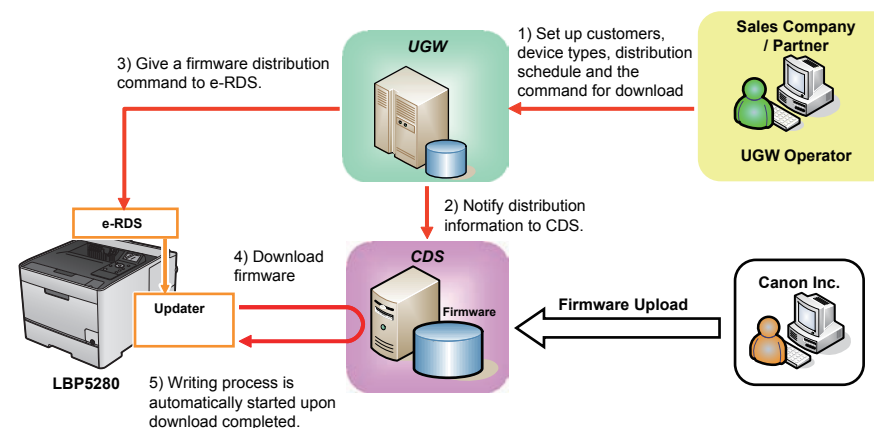 UGW
1) Set up customers,
device types, distribution
schedule and the
command for download
Sales Company
/ Partner
UGW Operator
3) Give a firmware distribution
command to e-RDS.
2) Notify distribution
information to CDS.
e-RDS
Updater
LBP5280
4) Download
firmware
CDS
Firmware
Firmware Upload
Canon Inc.
5) Writing process is
automatically started upon
download completed.